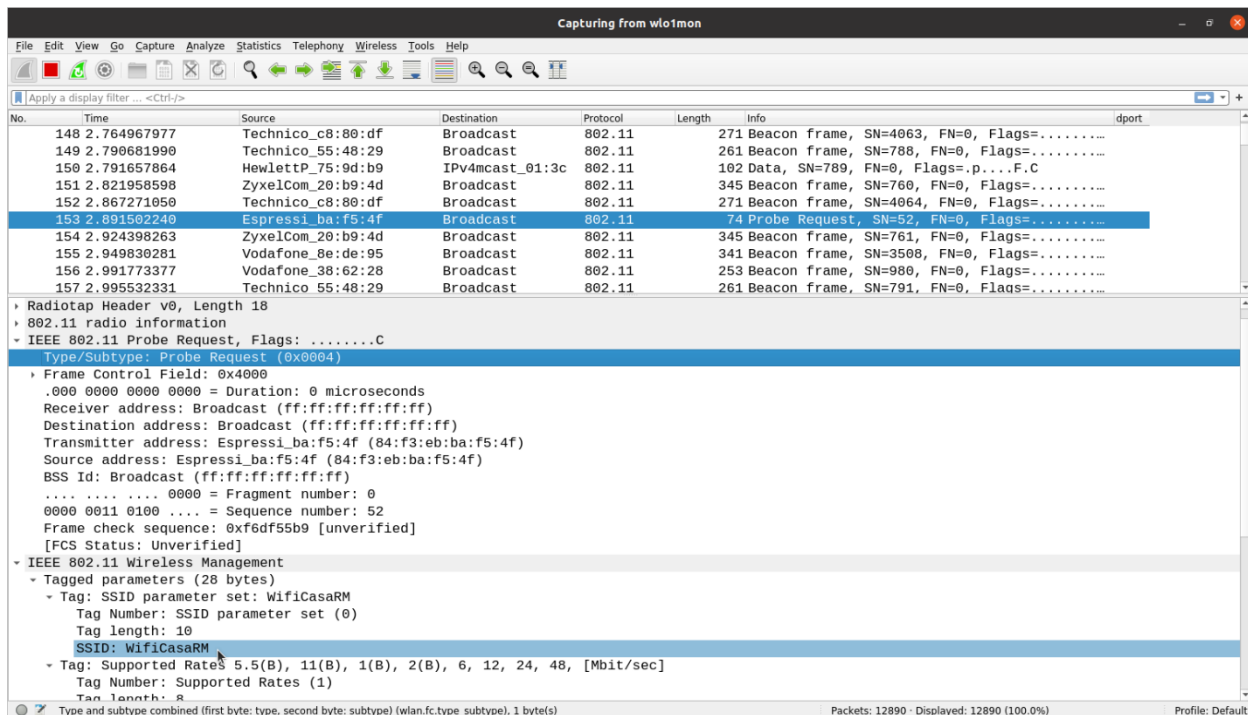 Capturing from wlo1mon
File Edit View Go Capture Analyze Statistics Telephony Wireless Tools Help
Apply a display filter ... <Ctrl-/>
No. Time Source Destination Protocol Length Info dport
148 2.764967977 Technico_c8:80:df Broadcast 802.11 271 Beacon frame, SN=4063, FN=0, Flags=.......…
149 2.790681990 Technico_55:48:29 Broadcast 802.11 261 Beacon frame, SN=788, FN=0, Flags=........…
150 2.791657864 HewlettP_75:9d:b9 IPv4mcast_01:3c 802.11 102 Data, SN=789, FN=0, Flags=.p....F.C
151 2.821958598 ZyxelCom_20:b9:4d Broadcast 802.11 345 Beacon frame, SN=760, FN=0, Flags=........…
152 2.867271050 Technico_c8:80:df Broadcast 802.11 271 Beacon frame, SN=4064, FN=0, Flags=.......…
153 2.891502240 Espressi_ba:f5:4f Broadcast 802.11 74 Probe Request, SN=52, FN=0, Flags=........…
154 2.924398263 ZyxelCom_20:b9:4d Broadcast 802.11 345 Beacon frame, SN=761, FN=0, Flags=........…
155 2.949830281 Vodafone_8e:de:95 Broadcast 802.11 341 Beacon frame, SN=3508, FN=0, Flags=.......…
156 2.991773377 Vodafone_38:62:28 Broadcast 802.11 253 Beacon frame, SN=980, FN=0, Flags=........…
157 2.995532331 Technico_55:48:29 Broadcast 802.11 261 Beacon frame, SN=791, FN=0, Flags=........…
Radiotap Header v0, Length 18
802.11 radio information
IEEE 802.11 Probe Request, Flags: ........C
Type/Subtype: Probe Request (0x0004)
Frame Control Field: 0x4000
.000 0000 0000 0000 = Duration: 0 microseconds
Receiver address: Broadcast (ff:ff:ff:ff:ff:ff)
Destination address: Broadcast (ff:ff:ff:ff:ff:ff)
Transmitter address: Espressi_ba:f5:4f (84:f3:eb:ba:f5:4f)
Source address: Espressi_ba:f5:4f (84:f3:eb:ba:f5:4f)
BSS Id: Broadcast (ff:ff:ff:ff:ff:ff)
.... .... .... 0000 = Fragment number: 0
0000 0011 0100 .... = Sequence number: 52
Frame check sequence: 0xf6df55b9 [unverified]
[FCS Status: Unverified]
IEEE 802.11 Wireless Management
Tagged parameters (28 bytes)
Tag: SSID parameter set: WifiCasaRM
Tag Number: SSID parameter set (0)
Tag length: 10
SSID: WifiCasaRM
Tag: Supported Rates 5.5(B), 11(B), 1(B), 2(B), 6, 12, 24, 48, [Mbit/sec]
Tag Number: Supported Rates (1)
Tag length: 8
Type and subtype combined (first byte: type, second byte: subtype) (wlan.fc.type_subtype), 1 byte(s) Packets: 12890 · Displayed: 12890 (100.0%) Profile: Default